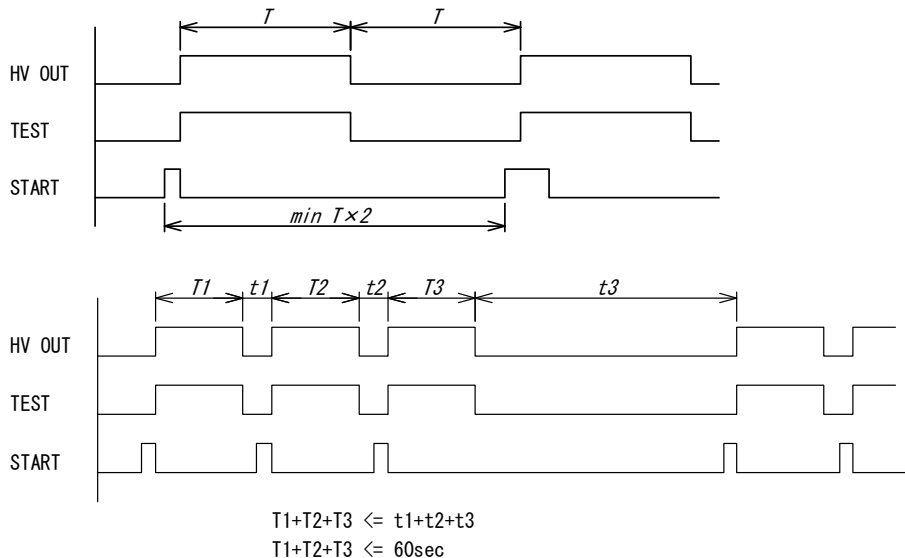 T T
HV OUT
TEST
START
min T×2
T1 t1 T2 t2 T3 t3
HV OUT
TEST
START
T1+T2+T3 <= t1+t2+t3
T1+T2+T3 <= 60sec